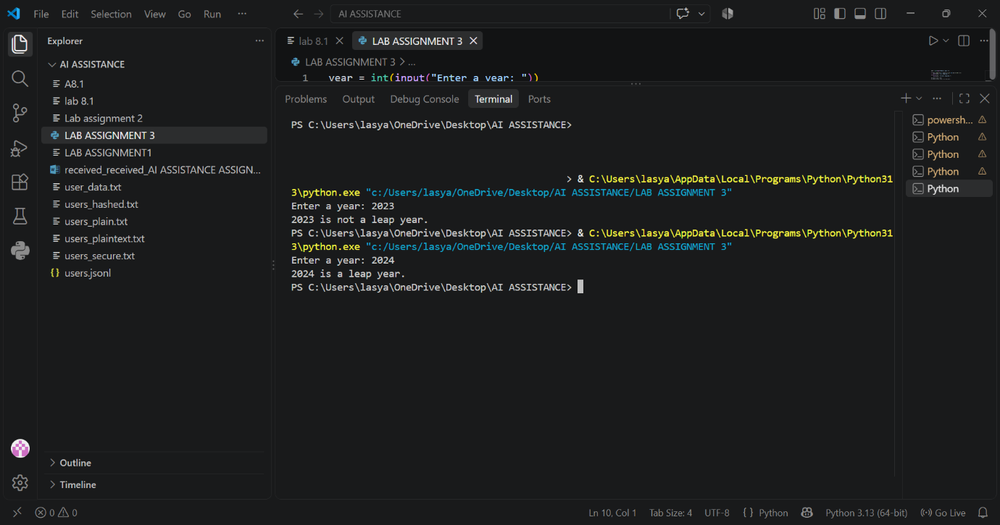 File Edit Selection View Go Run ···
AI ASSISTANCE
Explorer
AI ASSISTANCE
A8.1
lab 8.1
Lab assignment 2
LAB ASSIGNMENT 3
LAB ASSIGNMENT1
received_received_AI ASSISTANCE ASSIGN...
user_data.txt
users_hashed.txt
users_plain.txt
users_plaintext.txt
users_secure.txt
{} users.jsonl
Outline
Timeline
lab 8.1 LAB ASSIGNMENT 3
LAB ASSIGNMENT 3 > ...
1 year = int(input("Enter a year: "))
Problems Output Debug Console Terminal Ports
PS C:\Users\lasya\OneDrive\Desktop\AI ASSISTANCE>
> & C:\Users\lasya\AppData\Local\Programs\Python\Python31
3\python.exe "c:/Users/lasya/OneDrive/Desktop/AI ASSISTANCE/LAB ASSIGNMENT 3"
Enter a year: 2023
2023 is not a leap year.
PS C:\Users\lasya\OneDrive\Desktop\AI ASSISTANCE> & C:\Users\lasya\AppData\Local\Programs\Python\Python31
3\python.exe "c:/Users/lasya/OneDrive/Desktop/AI ASSISTANCE/LAB ASSIGNMENT 3"
Enter a year: 2024
2024 is a leap year.
PS C:\Users\lasya\OneDrive\Desktop\AI ASSISTANCE>
powersh...
Python
Python
Python
Python
0 0 Ln 10, Col 1 Tab Size: 4 UTF-8 {} Python Python 3.13 (64-bit) Go Live